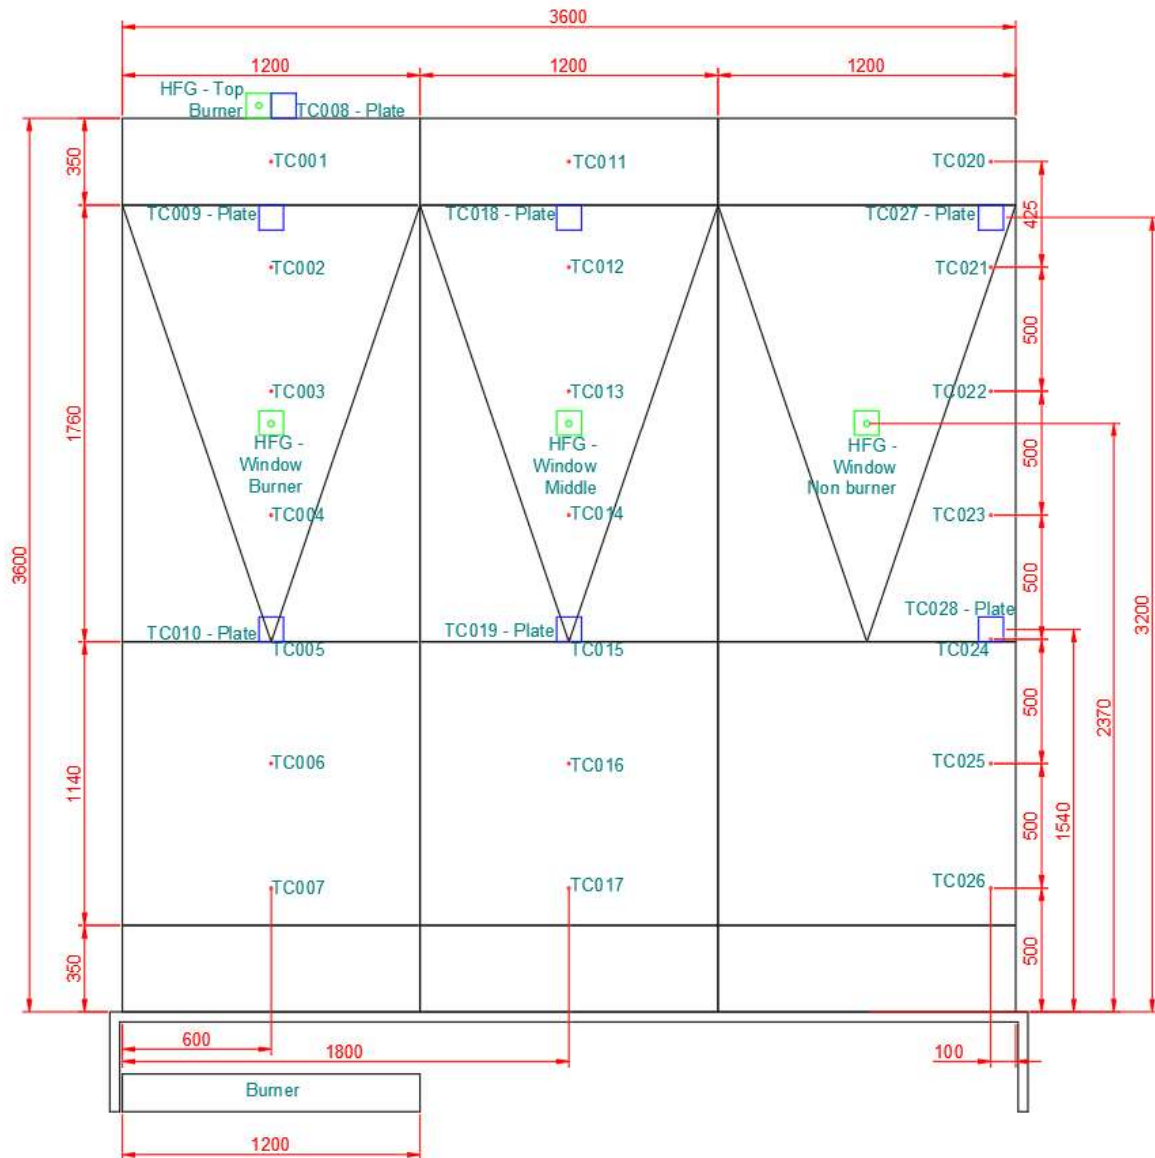 3600
1200
1200
1200
HFG - Top
Burner
TC008 - Plate
350
TC001
TC011
TC020
TC009 - Plate
TC018 - Plate
TC027 - Plate
425
TC002
TC012
TC021
500
TC003
TC013
TC022
1760
HFG -
Window
Burner
HFG -
Window
Middle
HFG -
Window
Non burner
TC004
TC014
TC023
500
500
3600
3200
TC010 - Plate
TC019 - Plate
TC028 - Plate
TC005
TC015
TC024
500
2370
TC006
TC016
TC025
1140
1540
500
TC007
TC017
TC026
350
500
600
1800
100
Burner
1200